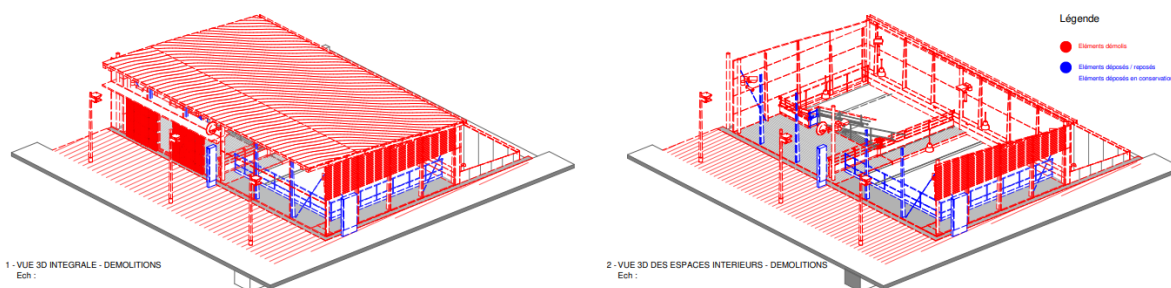 Légende
Eléments démolis
Eléments déposés / reposés
Eléments déposés en conservation
1 - VUE 3D INTEGRALE - DEMOLITIONS
Ech :
2 - VUE 3D DES ESPACES INTERIEURS - DEMOLITIONS
Ech :